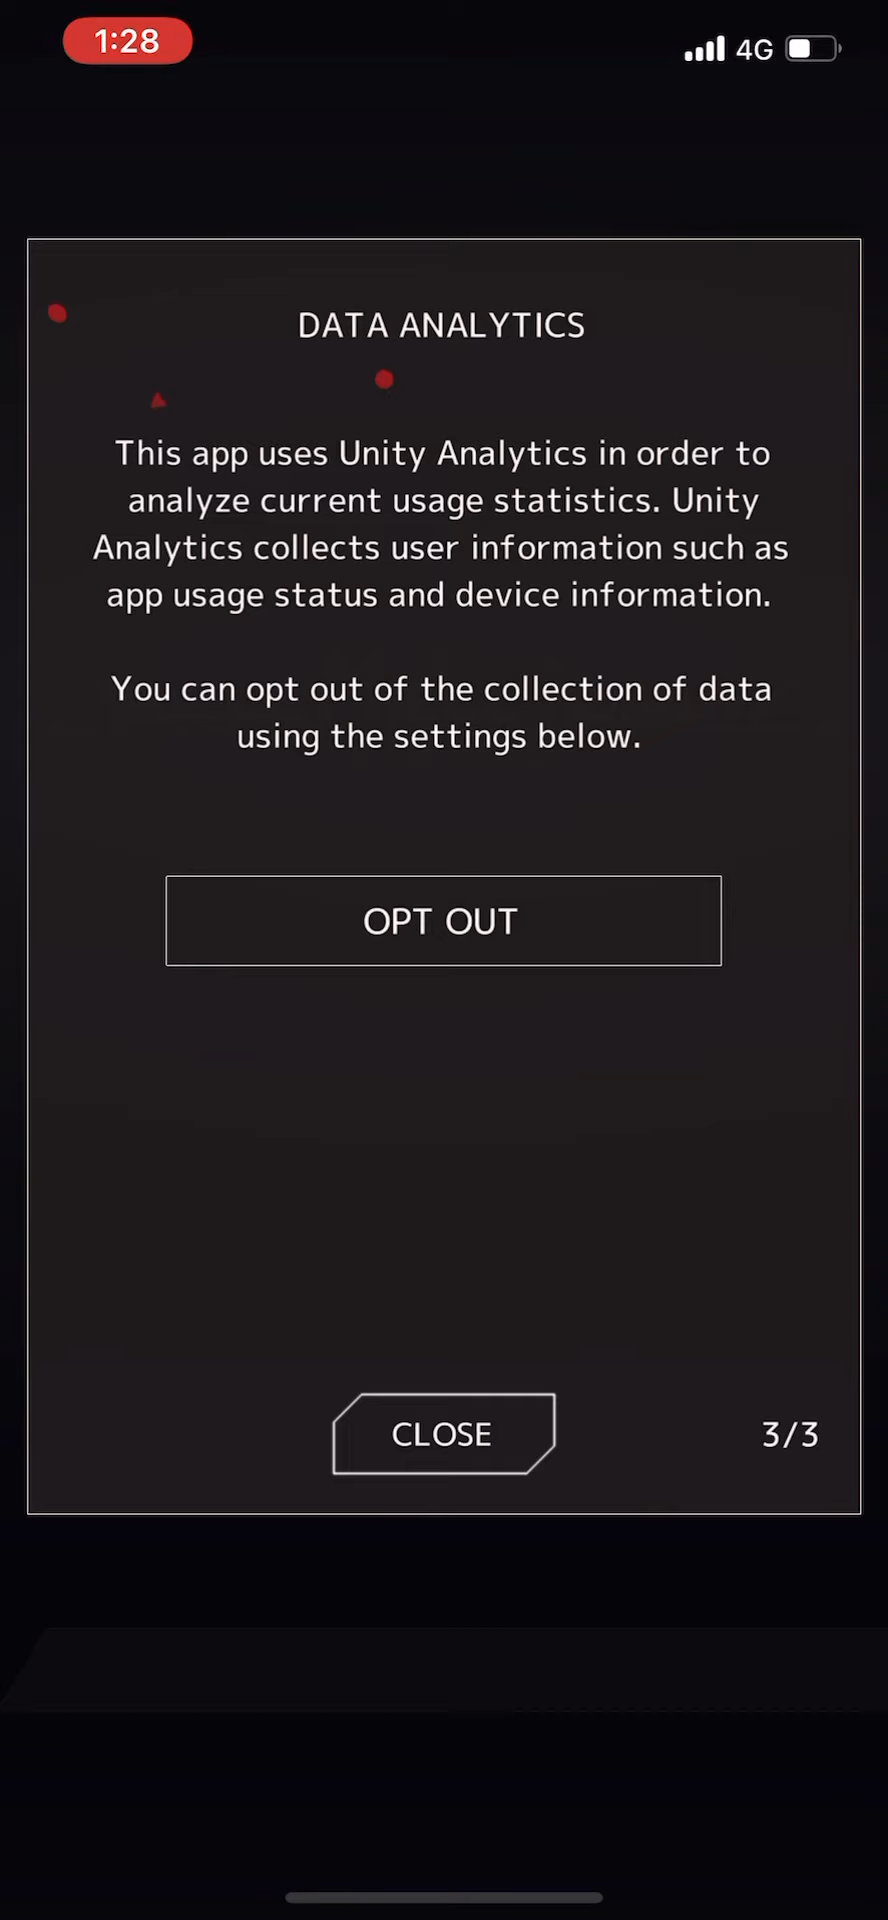 1:28
4G
DATA ANALYTICS
This app uses Unity Analytics in order to
analyze current usage statistics. Unity
Analytics collects user information such as
app usage status and device information.
You can opt out of the collection of data
using the settings below.
OPT OUT
CLOSE
3/3